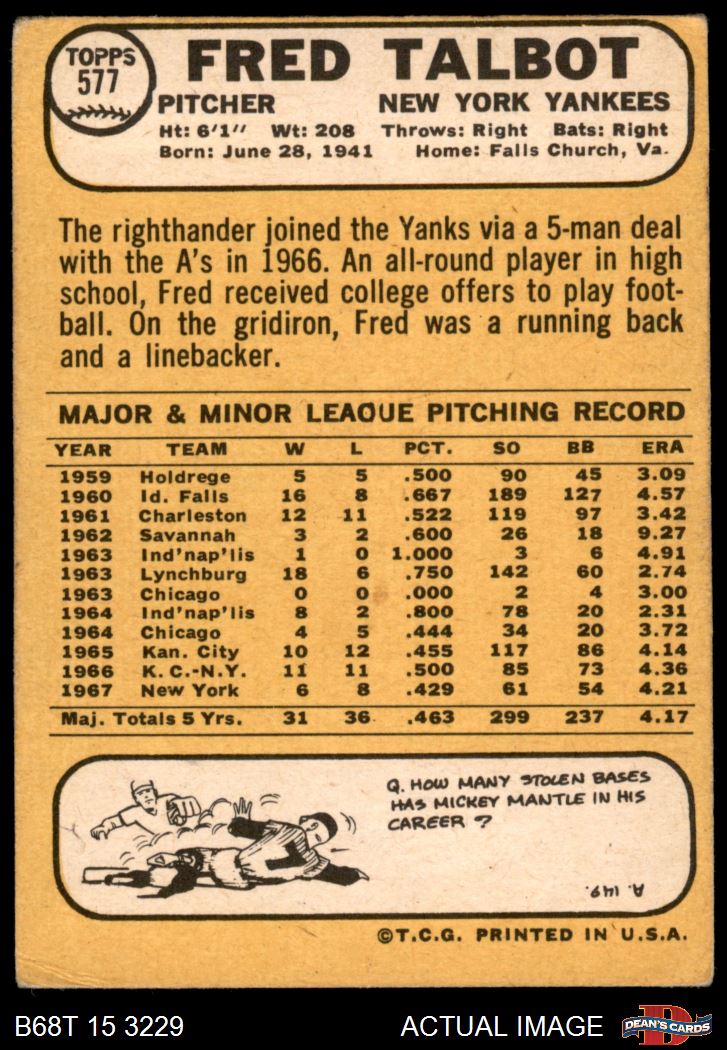 TOPPS
577
FRED TALBOT
PITCHER NEW YORK YANKEES
Ht: 6'1" Wt: 208 Throws: Right Bats: Right
Born: June 28, 1941 Home: Falls Church, Va.
The righthander joined the Yanks via a 5-man deal
with the A's in 1966. An all-round player in high
school, Fred received college offers to play foot-
ball. On the gridiron, Fred was a running back
and a linebacker.
MAJOR & MINOR LEAGUE PITCHING RECORD
YEAR TEAM W L PCT. SO BB ERA
1959 Holdrege 5 5 .500 90 45 3.09
1960 Id. Falls 16 8 .667 189 127 4.57
1961 Charleston 12 11 .522 119 97 3.42
1962 Savannah 3 2 .600 26 18 9.27
1963 Ind'nap'lis 1 0 1.000 3 6 4.91
1963 Lynchburg 18 6 .750 142 60 2.74
1963 Chicago 0 0 .000 2 4 3.00
1964 Ind'nap'lis 8 2 .800 78 20 2.31
1964 Chicago 4 5 .444 34 20 3.72
1965 Kan. City 10 12 .455 117 86 4.14
1966 K. C.-N.Y. 11 11 .500 85 73 4.36
1967 New York 6 8 .429 61 54 4.21
Maj. Totals 5 Yrs. 31 36 .463 299 237 4.17
Q. HOW MANY STOLEN BASES
HAS MICKEY MANTLE IN HIS
CAREER ?
A. 149.
©T.C.G. PRINTED IN U.S.A.
B68T 15 3229 ACTUAL IMAGE DEAN'S CARDS